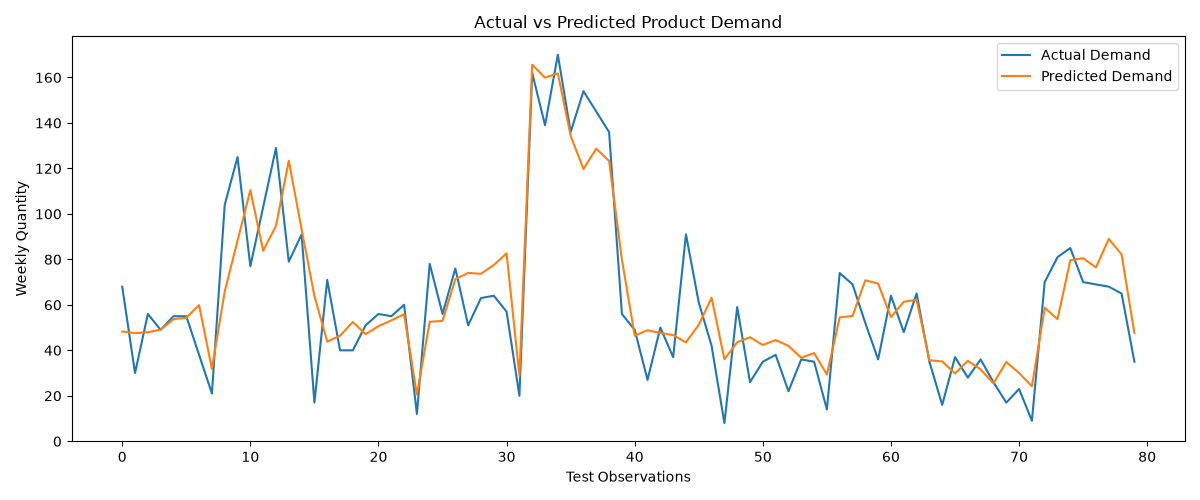 Actual vs Predicted Product Demand
Actual Demand
Predicted Demand
Weekly Quantity
160
140
120
100
80
60
40
20
0
0 10 20 30 40 50 60 70 80
Test Observations